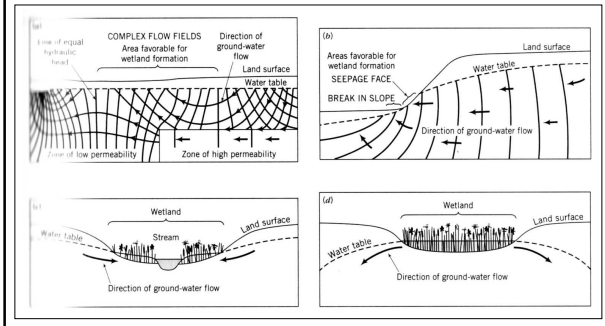 COMPLEX FLOW FIELDS
Area favorable for
wetland formation
Direction of
ground-water
flow
Line of equal
hydraulic
head
Land surface
Water table
Zone of low permeability
Zone of high permeability
(b)
Areas favorable for
wetland formation
SEEPAGE FACE
BREAK IN SLOPE
Land surface
Water table
Direction of ground-water flow
Wetland
Stream
Water table
Land surface
Direction of ground-water flow
(d)
Wetland
Land surface
Water table
Direction of ground-water flow